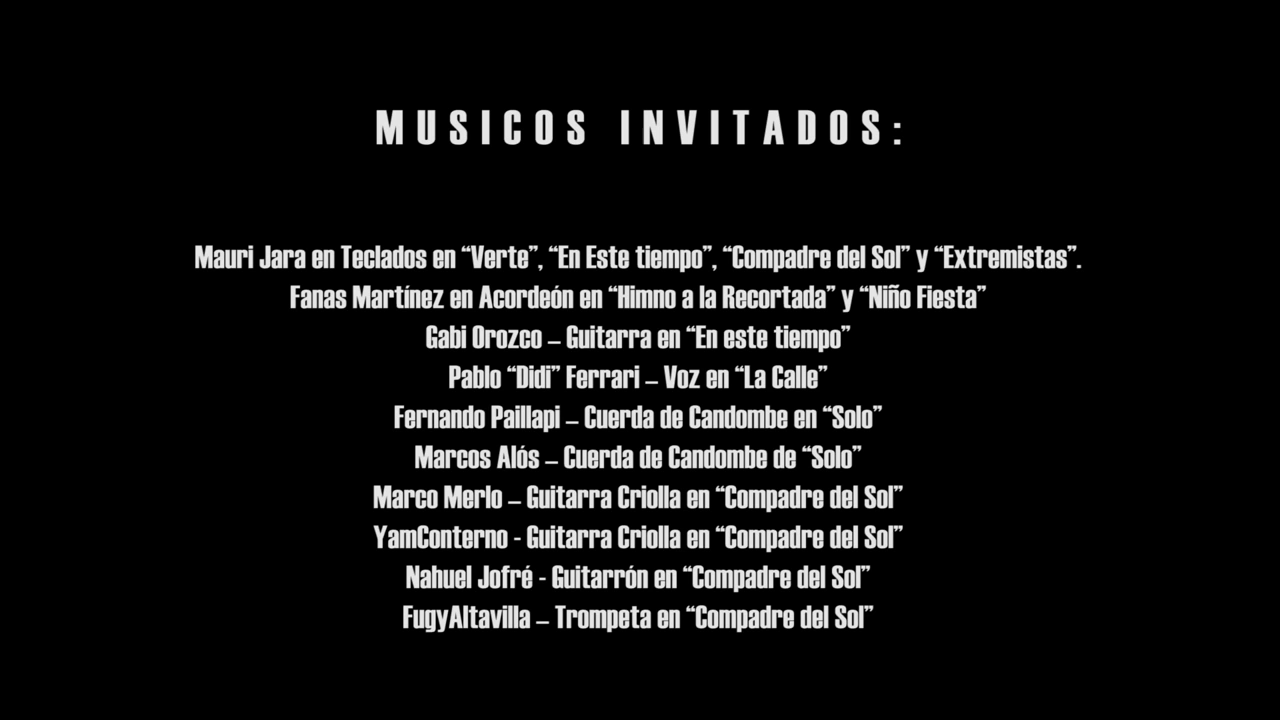 MUSICOS INVITADOS:
Mauri Jara en Teclados en “Verte”, “En Este tiempo”, “Compadre del Sol” y “Extremistas”.
Fanas Martínez en Acordeón en “Himno a la Recortada” y “Niño Fiesta”
Gabi Orozco – Guitarra en “En este tiempo”
Pablo “Didi” Ferrari – Voz en “La Calle”
Fernando Paillapi – Cuerda de Candombe en “Solo”
Marcos Alós – Cuerda de Candombe de “Solo”
Marco Merlo – Guitarra Criolla en “Compadre del Sol”
YamConterno - Guitarra Criolla en “Compadre del Sol”
Nahuel Jofré - Guitarrón en “Compadre del Sol”
FugyAltavilla – Trompeta en “Compadre del Sol”